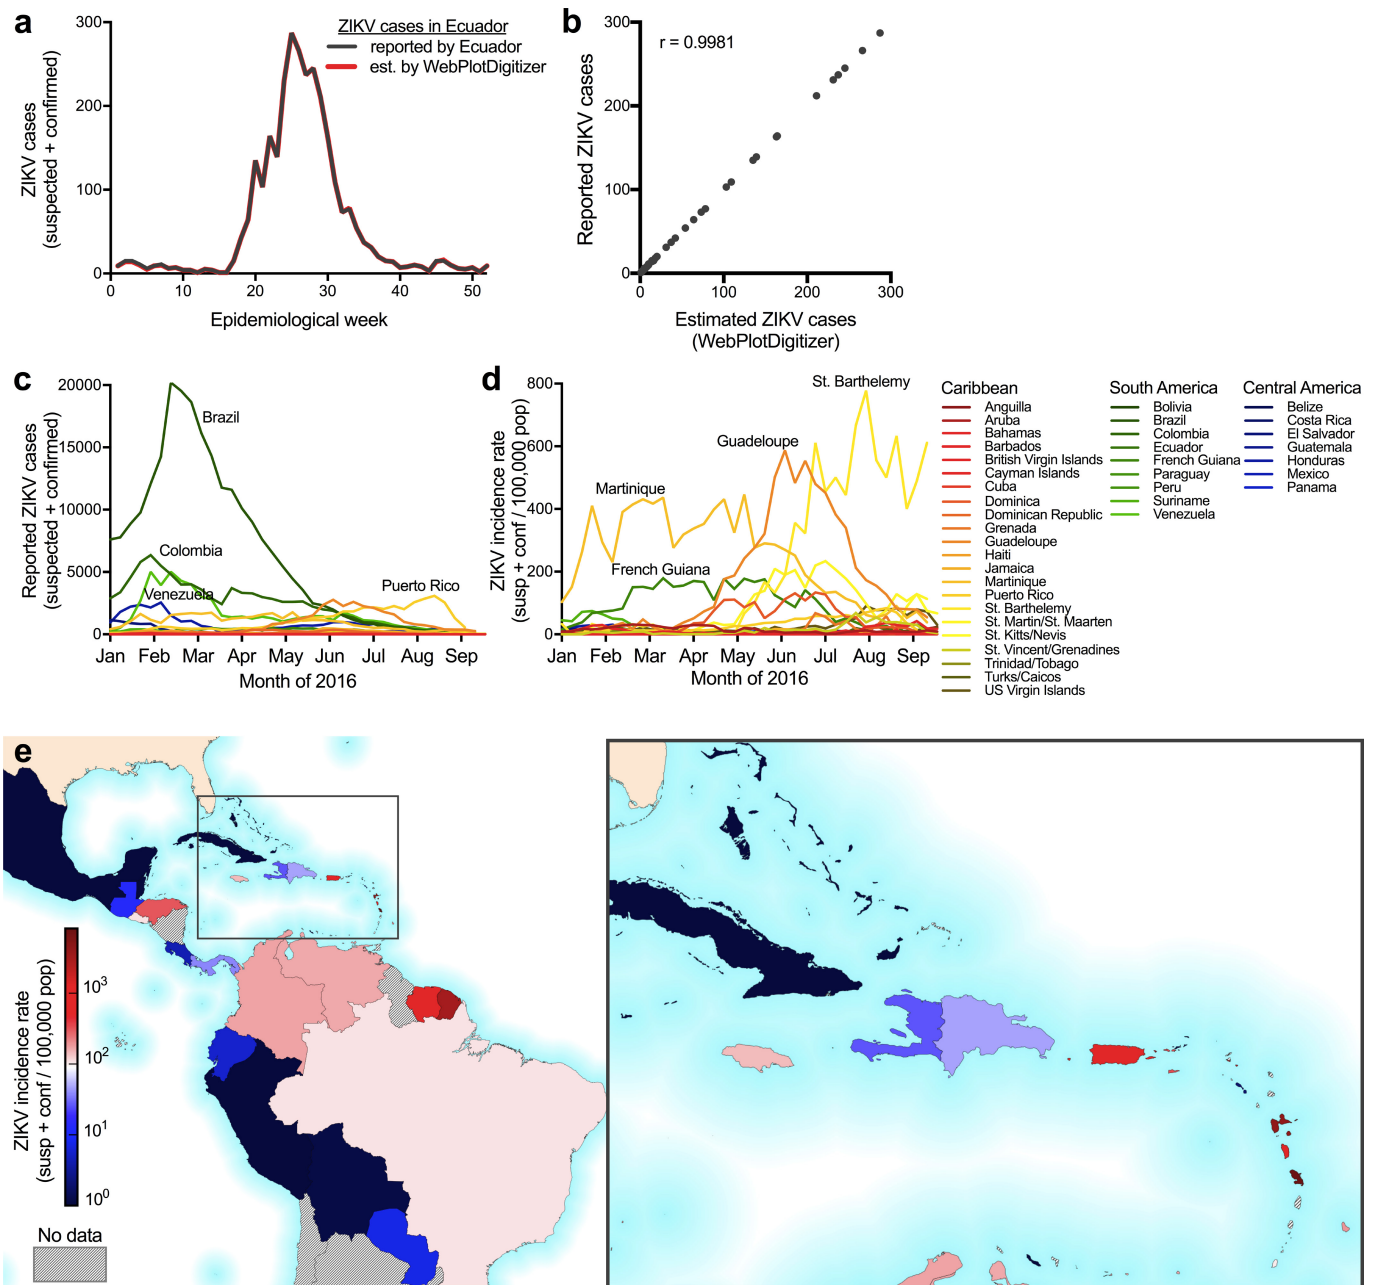 a
ZIKV cases
(suspected + confirmed)
300
200
100
0
0 10 20 30 40 50
Epidemiological week
ZIKV cases in Ecuador
reported by Ecuador
est. by WebPlotDigitizer
b
Reported ZIKV cases
300
200
100
0
r = 0.9981
0 100 200 300
Estimated ZIKV cases
(WebPlotDigitizer)
c
Reported ZIKV cases
(suspected + confirmed)
20000
15000
10000
5000
0
Brazil
Colombia
Venezuela
Puerto Rico
Jan Feb Mar Apr May Jun Jul Aug Sep
Month of 2016
d
ZIKV incidence rate
(susp + conf / 100,000 pop)
800
600
400
200
0
St. Barthelemy
Guadeloupe
Martinique
French Guiana
Jan Feb Mar Apr May Jun Jul Aug Sep
Month of 2016
Caribbean
Anguilla
Aruba
Bahamas
Barbados
British Virgin Islands
Cayman Islands
Cuba
Dominica
Dominican Republic
Grenada
Guadeloupe
Haiti
Jamaica
Martinique
Puerto Rico
St. Barthelemy
St. Martin/St. Maarten
St. Kitts/Nevis
St. Vincent/Grenadines
Trinidad/Tobago
Turks/Caicos
US Virgin Islands
South America
Bolivia
Brazil
Colombia
Ecuador
French Guiana
Paraguay
Peru
Suriname
Venezuela
Central America
Belize
Costa Rica
El Salvador
Guatemala
Honduras
Mexico
Panama
e
ZIKV incidence rate
(susp + conf / 100,000 pop)
10³
10²
10¹
10⁰
No data